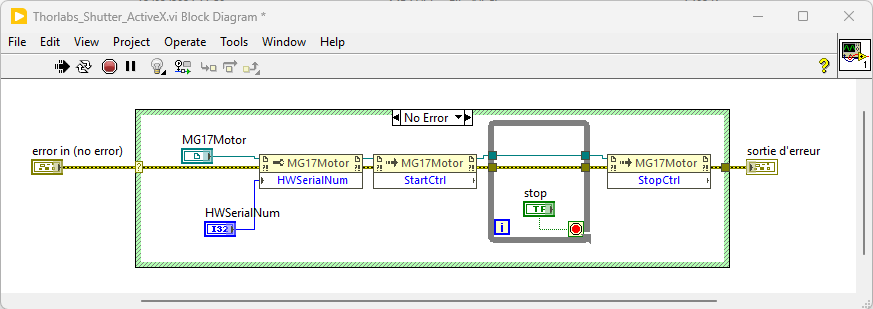 Thorlabs_Shutter_ActiveX.vi Block Diagram *
File Edit View Project Operate Tools Window Help
?
1
No Error
error in (no error)
MG17Motor
sortie d'erreur
?
MG17Motor
MG17Motor
MG17Motor
HWSerialNum
StartCtrl
StopCtrl
stop
TF
HWSerialNum
I32
i